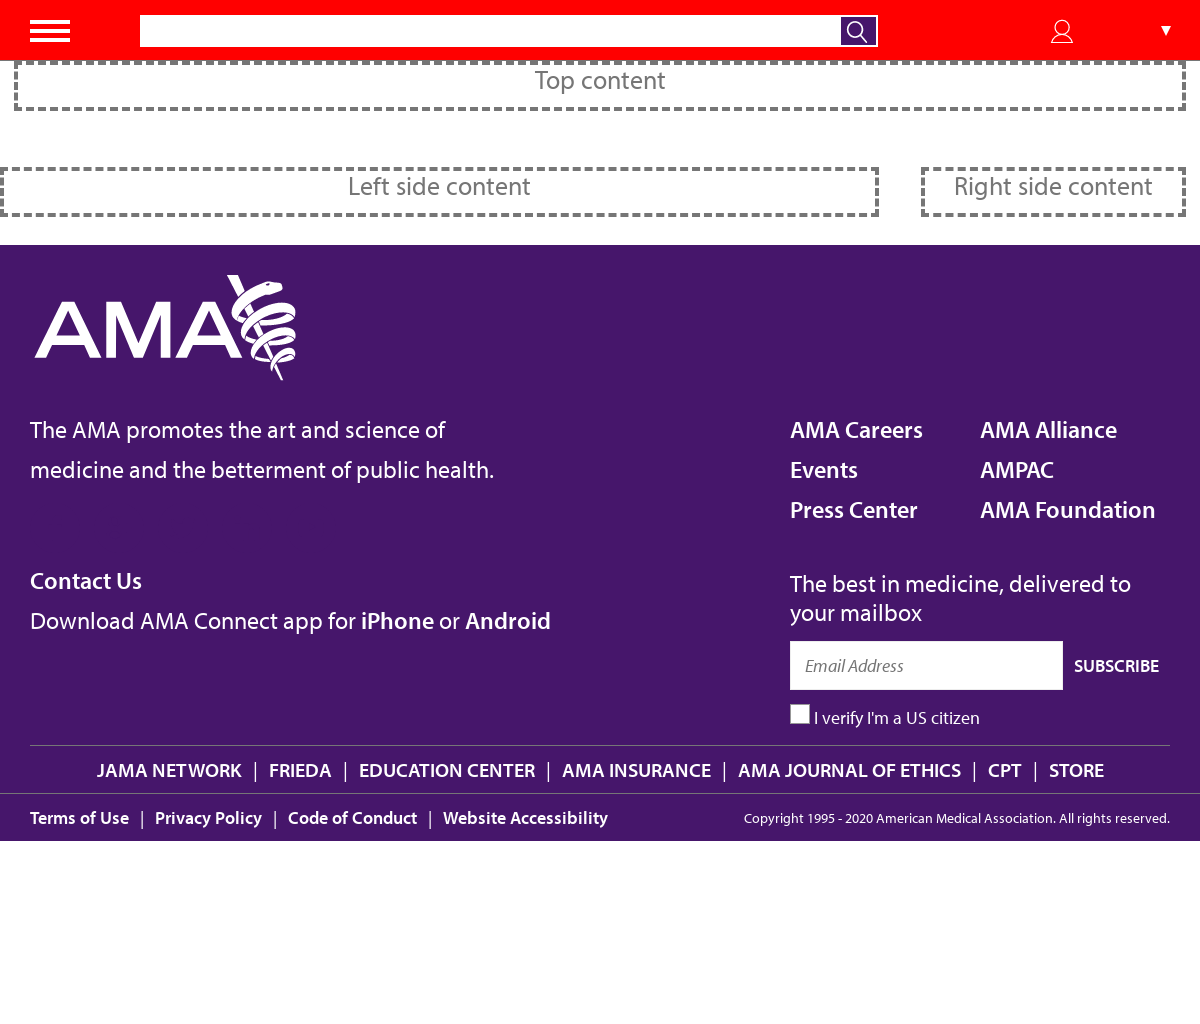 ▼
Top content
Left side content
Right side content
AMA
The AMA promotes the art and science of
medicine and the betterment of public health.
AMA Careers
Events
Press Center
AMA Alliance
AMPAC
AMA Foundation
Contact Us
Download AMA Connect app for iPhone or Android
The best in medicine, delivered to
your mailbox
Email Address
SUBSCRIBE
I verify I'm a US citizen
JAMA NETWORK | FRIEDA | EDUCATION CENTER | AMA INSURANCE | AMA JOURNAL OF ETHICS | CPT | STORE
Terms of Use | Privacy Policy | Code of Conduct | Website Accessibility
Copyright 1995 - 2020 American Medical Association. All rights reserved.